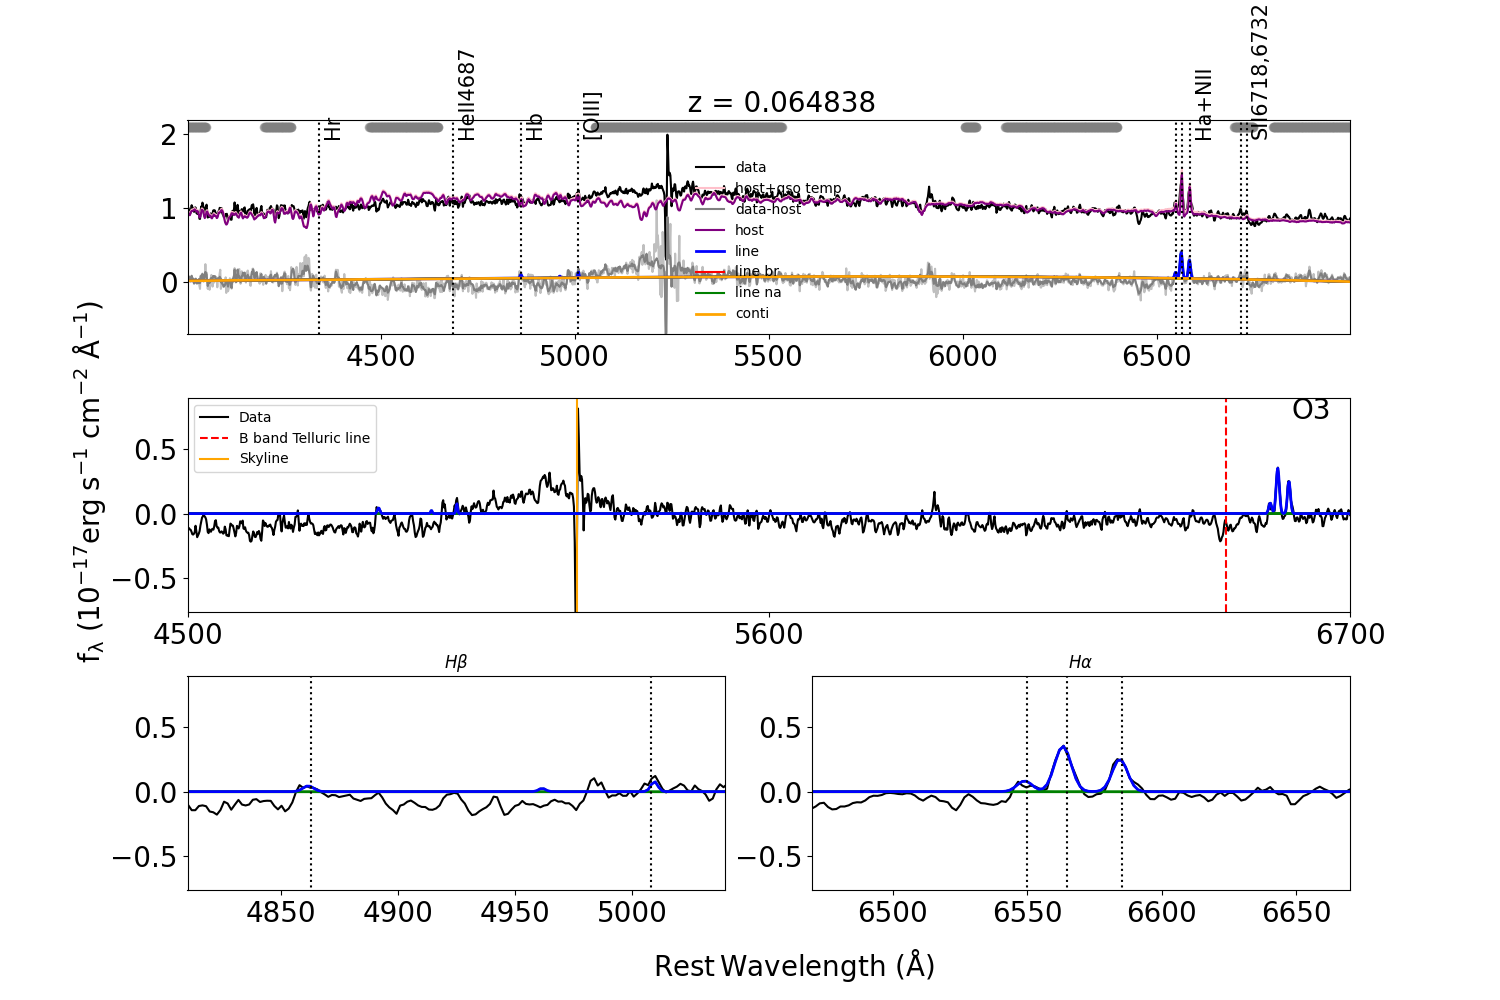 z = 0.064838
Hr
HeII4687
Hb
[OIII]
Ha+NII
SII6718,6732
2
1
0
data
host+qso temp
data-host
host
line
line br
line na
conti
4500 5000 5500 6000 6500
f_λ (10^−17 erg s^−1 cm^−2 Å^−1)
Data
B band Telluric line
Skyline
O3
0.5
0.0
−0.5
4500 5600 6700
Hβ
0.5
0.0
−0.5
4850 4900 4950 5000
Hα
0.5
0.0
−0.5
6500 6550 6600 6650
Rest Wavelength (Å)